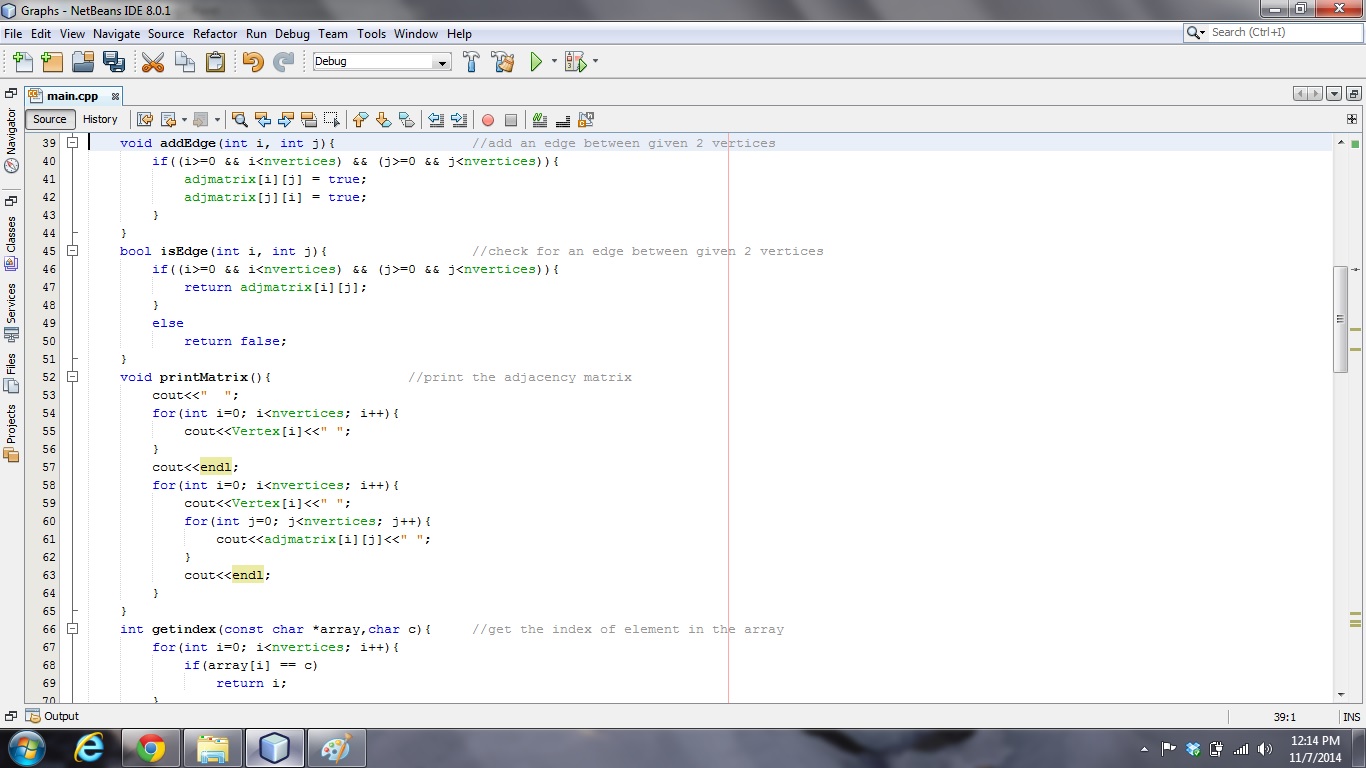 Graphs - NetBeans IDE 8.0.1
File Edit View Navigate Source Refactor Run Debug Team Tools Window Help
Search (Ctrl+I)
Debug
main.cpp
Source History
Navigator
Classes
Services
Files
Projects
39 void addEdge(int i, int j){ //add an edge between given 2 vertices
40 if((i>=0 && i<nvertices) && (j>=0 && j<nvertices)){
41 adjmatrix[i][j] = true;
42 adjmatrix[j][i] = true;
43 }
44 }
45 bool isEdge(int i, int j){ //check for an edge between given 2 vertices
46 if((i>=0 && i<nvertices) && (j>=0 && j<nvertices)){
47 return adjmatrix[i][j];
48 }
49 else
50 return false;
51 }
52 void printMatrix(){ //print the adjacency matrix
53 cout<<"  ";
54 for(int i=0; i<nvertices; i++){
55 cout<<Vertex[i]<<" ";
56 }
57 cout<<endl;
58 for(int i=0; i<nvertices; i++){
59 cout<<Vertex[i]<<" ";
60 for(int j=0; j<nvertices; j++){
61 cout<<adjmatrix[i][j]<<" ";
62 }
63 cout<<endl;
64 }
65 }
66 int getindex(const char *array,char c){ //get the index of element in the array
67 for(int i=0; i<nvertices; i++){
68 if(array[i] == c)
69 return i;
70 }
Output
39:1 INS
12:14 PM
11/7/2014